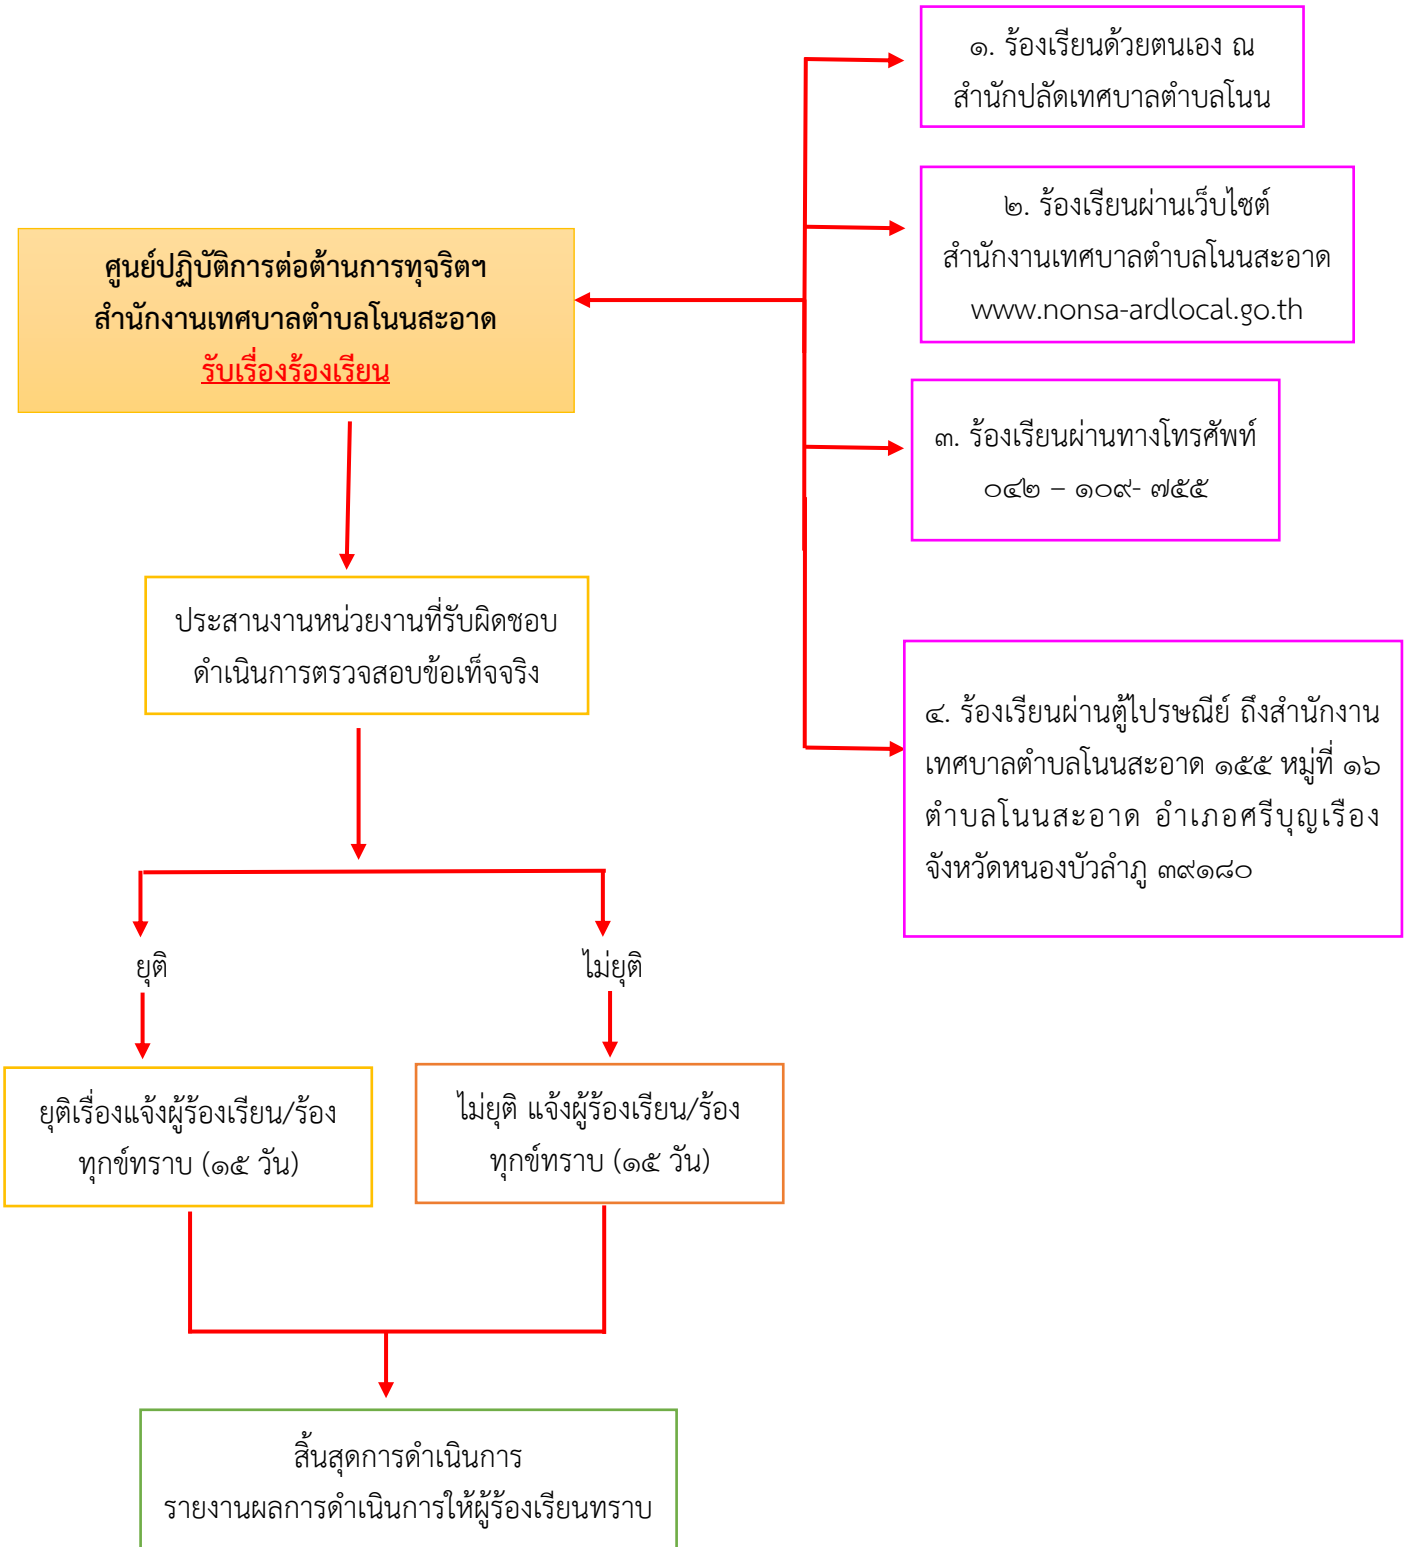 ๑. ร้องเรียนด้วยตนเอง ณ
สำนักปลัดเทศบาลตำบลโนน
๒. ร้องเรียนผ่านเว็บไซต์
สำนักงานเทศบาลตำบลโนนสะอาด
www.nonsa-ardlocal.go.th
ศูนย์ปฏิบัติการต่อต้านการทุจริตฯ
สำนักงานเทศบาลตำบลโนนสะอาด
รับเรื่องร้องเรียน
๓. ร้องเรียนผ่านทางโทรศัพท์
๐๔๒ – ๑๐๙- ๗๕๕
ประสานงานหน่วยงานที่รับผิดชอบ
ดำเนินการตรวจสอบข้อเท็จจริง
๔. ร้องเรียนผ่านตู้ไปรษณีย์ ถึงสำนักงาน
เทศบาลตำบลโนนสะอาด ๑๕๕ หมู่ที่ ๑๖
ตำบลโนนสะอาด อำเภอศรีบุญเรือง
จังหวัดหนองบัวลำภู ๓๙๑๘๐
ยุติ
ไม่ยุติ
ยุติเรื่องแจ้งผู้ร้องเรียน/ร้อง
ทุกข์ทราบ (๑๕ วัน)
ไม่ยุติ แจ้งผู้ร้องเรียน/ร้อง
ทุกข์ทราบ (๑๕ วัน)
สิ้นสุดการดำเนินการ
รายงานผลการดำเนินการให้ผู้ร้องเรียนทราบ